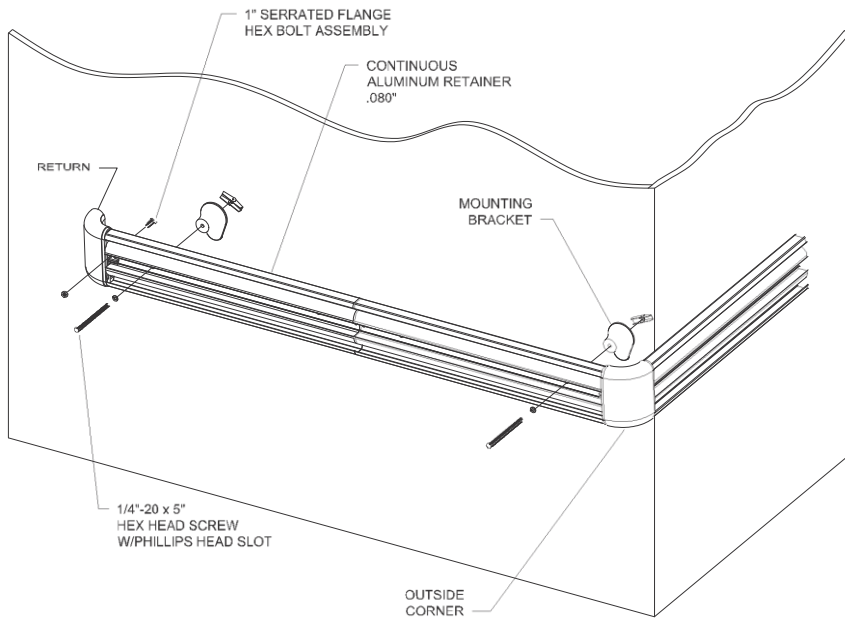 1" SERRATED FLANGE
HEX BOLT ASSEMBLY
CONTINUOUS
ALUMINUM RETAINER
.080"
RETURN
MOUNTING
BRACKET
1/4"-20 x 5"
HEX HEAD SCREW
W/PHILLIPS HEAD SLOT
OUTSIDE
CORNER